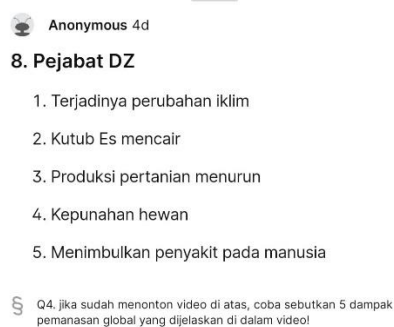 Anonymous 4d
8. Pejabat DZ
1. Terjadinya perubahan iklim
2. Kutub Es mencair
3. Produksi pertanian menurun
4. Kepunahan hewan
5. Menimbulkan penyakit pada manusia
Q4. jika sudah menonton video di atas, coba sebutkan 5 dampak
pemanasan global yang dijelaskan di dalam video!